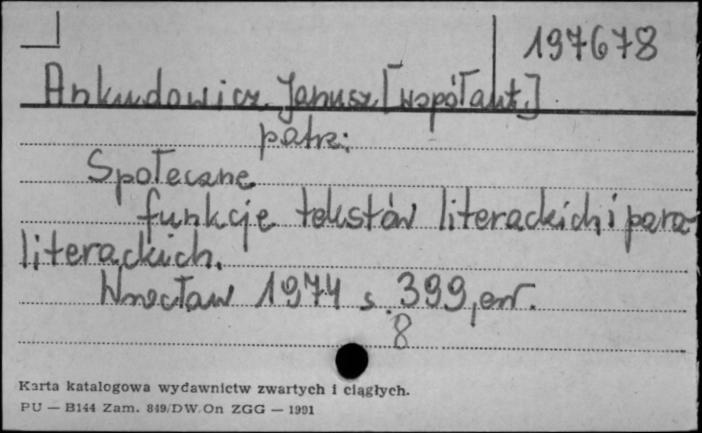 197678
Ankudowicz Janusz [współaut.]
patrz:
Społeczne
funkcje tekstów literackich i para-
literackich.
Wrocław 1974 s. 399, err.
8
Karta katalogowa wydawnictw zwartych i ciągłych.
PU — B144 Zam. 849/DW/On ZGG — 1991